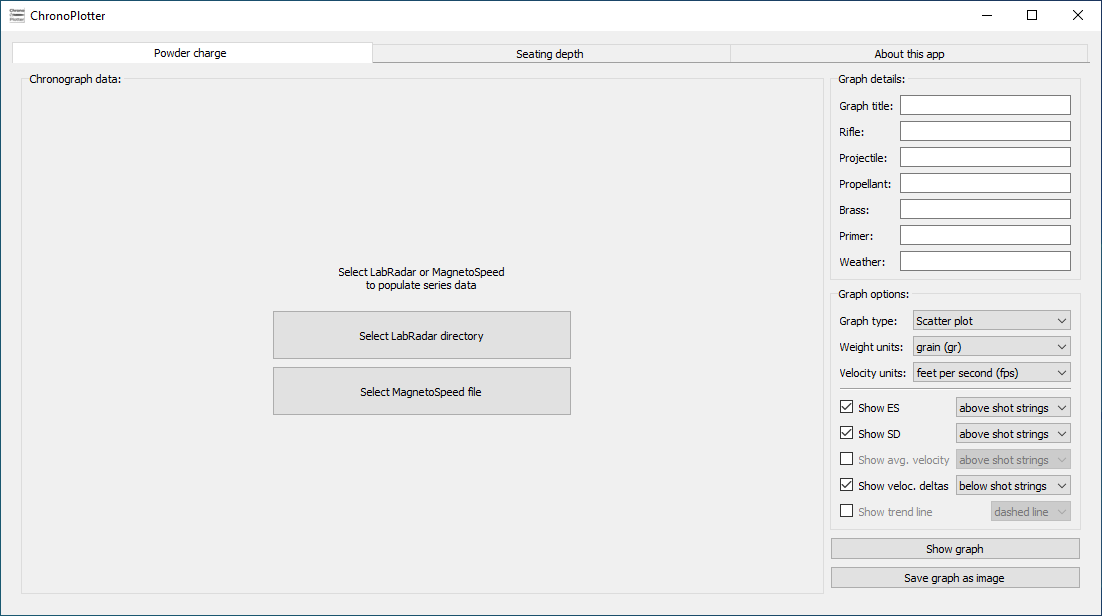 ChronoPlotter
Powder charge
Seating depth
About this app
Chronograph data:
Select LabRadar or MagnetoSpeed
to populate series data
Select LabRadar directory
Select MagnetoSpeed file
Graph details:
Graph title:
Rifle:
Projectile:
Propellant:
Brass:
Primer:
Weather:
Graph options:
Graph type: Scatter plot
Weight units: grain (gr)
Velocity units: feet per second (fps)
Show ES above shot strings
Show SD above shot strings
Show avg. velocity above shot strings
Show veloc. deltas below shot strings
Show trend line dashed line
Show graph
Save graph as image